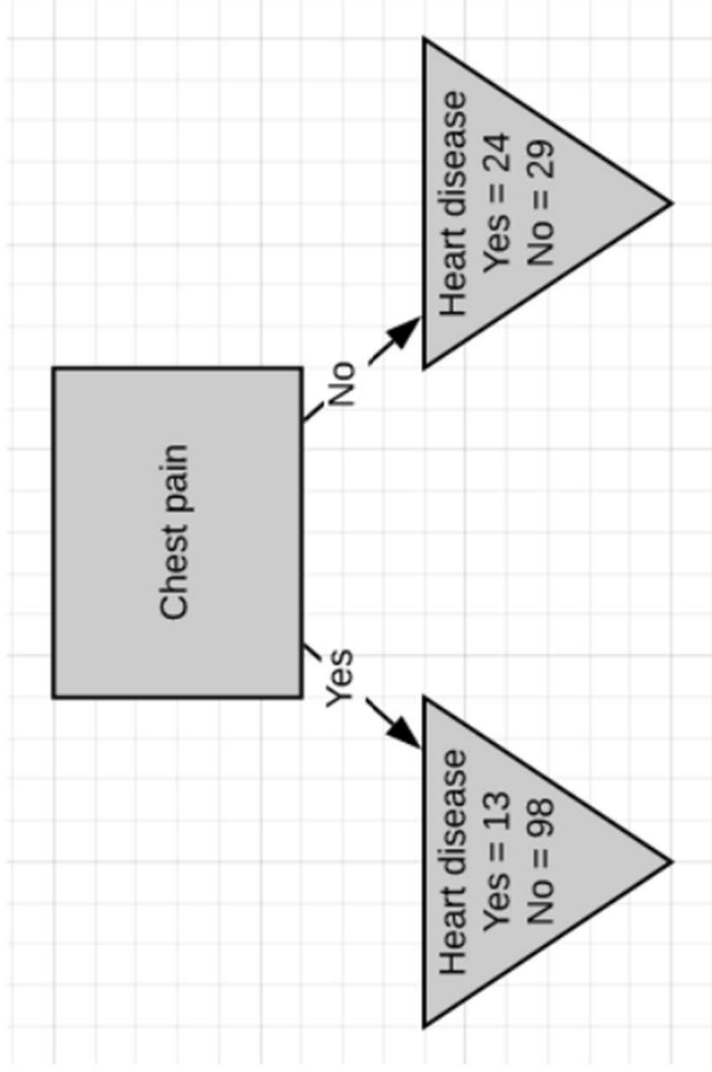 Chest pain
Yes
No
Heart disease
Yes = 13
No = 98
Heart disease
Yes = 24
No = 29